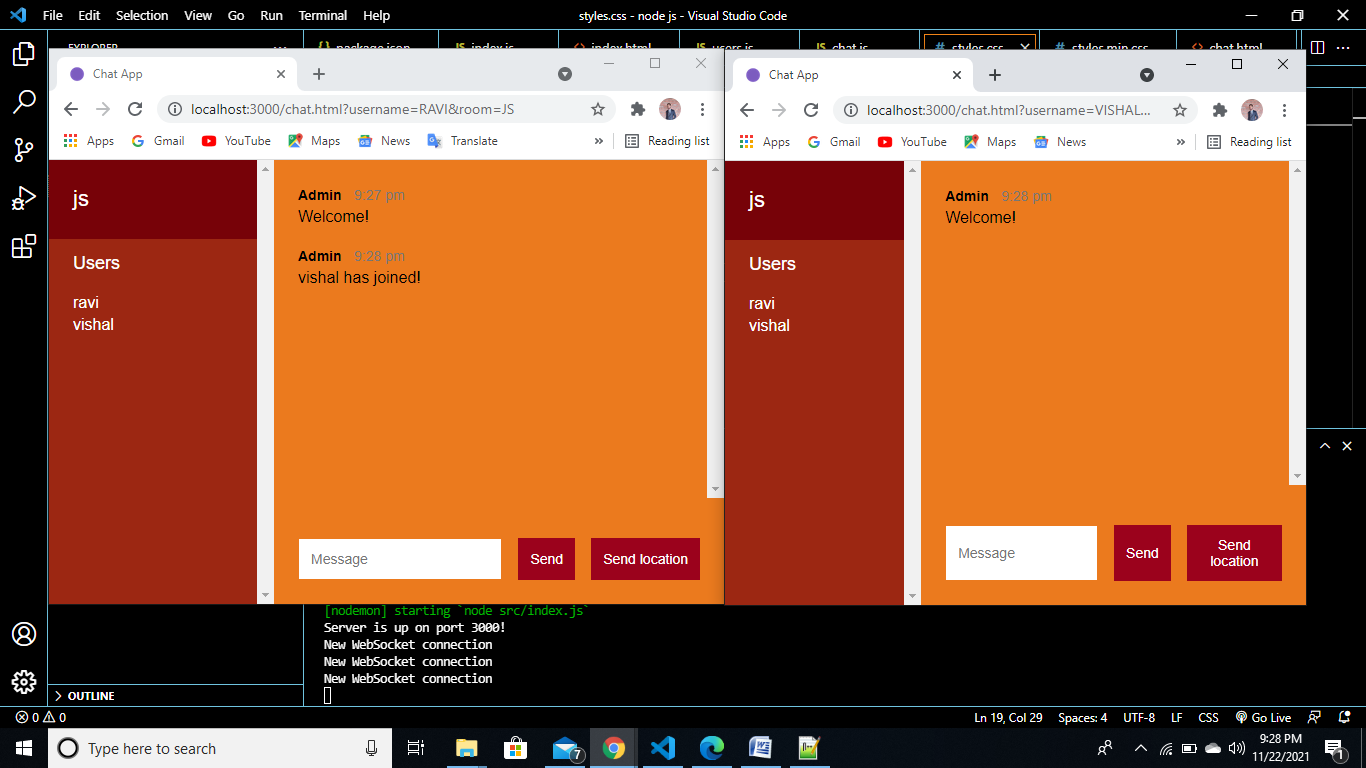 File Edit Selection View Go Run Terminal Help styles.css - node js - Visual Studio Code
EXPLORER package.json index.js index.html users.js chat.js styles.css styles.min.css chat.html
Chat App
localhost:3000/chat.html?username=RAVI&room=JS
Apps Gmail YouTube Maps News Translate » Reading list
js
Users
ravi
vishal
Admin 9:27 pm
Welcome!
Admin 9:28 pm
vishal has joined!
Message Send Send location
Chat App
localhost:3000/chat.html?username=VISHAL...
Apps Gmail YouTube Maps News » Reading list
js
Users
ravi
vishal
Admin 9:28 pm
Welcome!
Message Send Send
location
[nodemon] starting `node src/index.js`
Server is up on port 3000!
New WebSocket connection
New WebSocket connection
New WebSocket connection
OUTLINE
0 0 Ln 19, Col 29 Spaces: 4 UTF-8 LF CSS Go Live
Type here to search 7 9:28 PM
11/22/2021 1